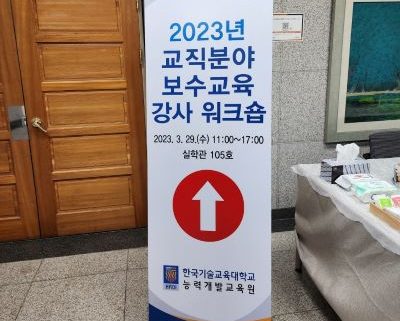 2023년
교직분야
보수교육
강사 워크숍
2023. 3. 29.(수) 11:00~17:00
실학관 105호
한국기술교육대학교
능력개발교육원